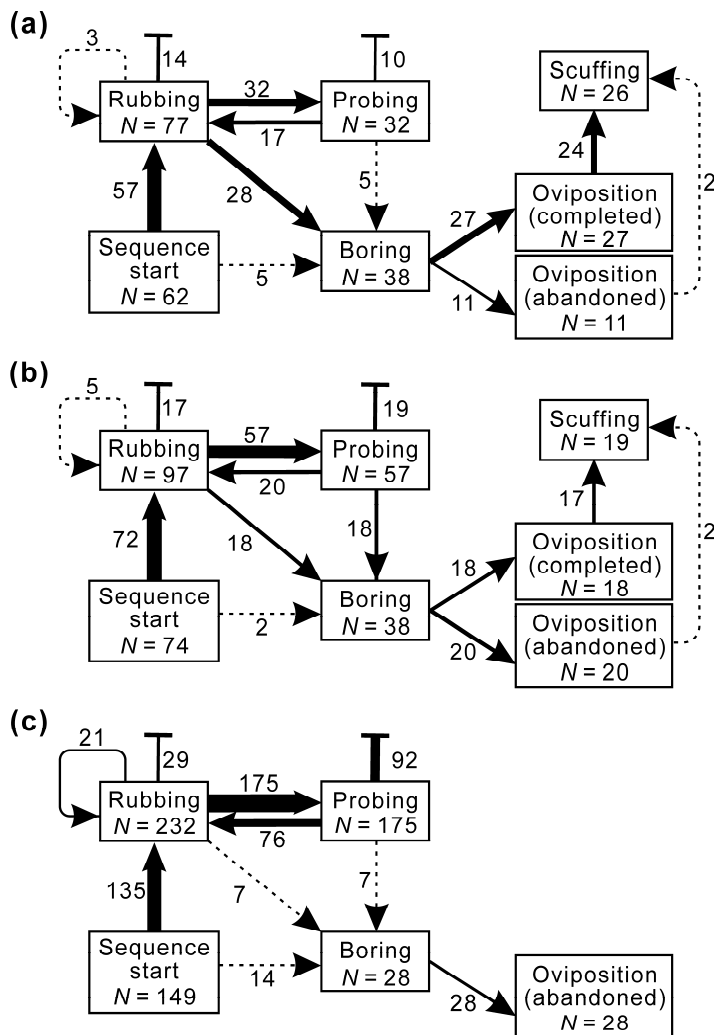 (a)
3
14
10
Rubbing
N = 77
32
17
Probing
N = 32
Scuffing
N = 26
57
28
5
24
2
Sequence
start
N = 62
5
Boring
N = 38
27
11
Oviposition
(completed)
N = 27
Oviposition
(abandoned)
N = 11
(b)
5
17
19
Rubbing
N = 97
57
20
Probing
N = 57
Scuffing
N = 19
72
18
18
17
2
Sequence
start
N = 74
2
Boring
N = 38
18
20
Oviposition
(completed)
N = 18
Oviposition
(abandoned)
N = 20
(c)
21
29
92
Rubbing
N = 232
175
76
Probing
N = 175
135
7
7
Sequence
start
N = 149
14
Boring
N = 28
28
Oviposition
(abandoned)
N = 28